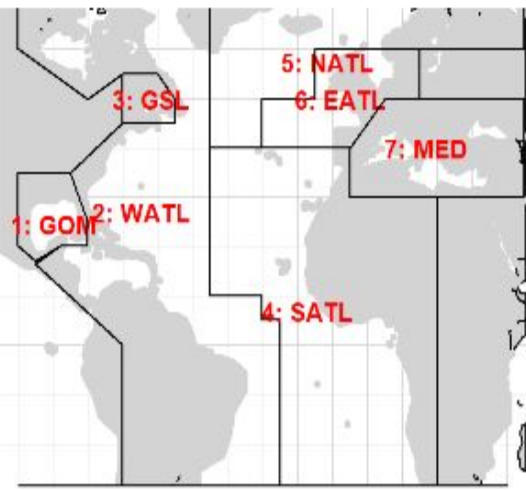 5: NATL
3: GSL
6: EATL
7: MED
2: WATL
1: GOM
4: SATL